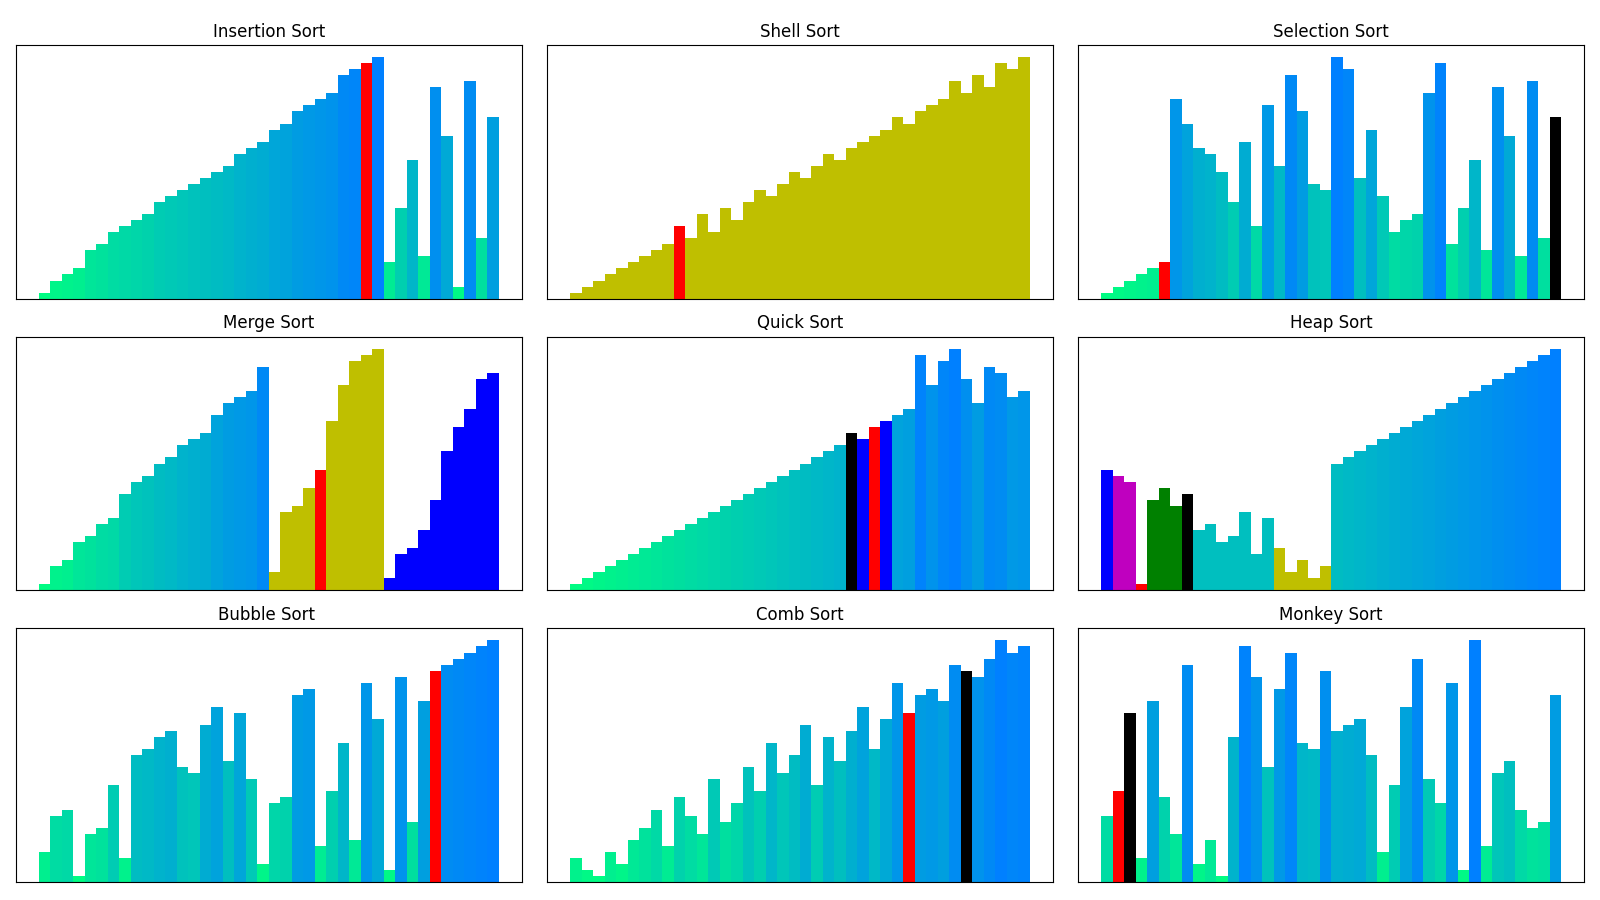 Insertion Sort
Shell Sort
Selection Sort
Merge Sort
Quick Sort
Heap Sort
Bubble Sort
Comb Sort
Monkey Sort